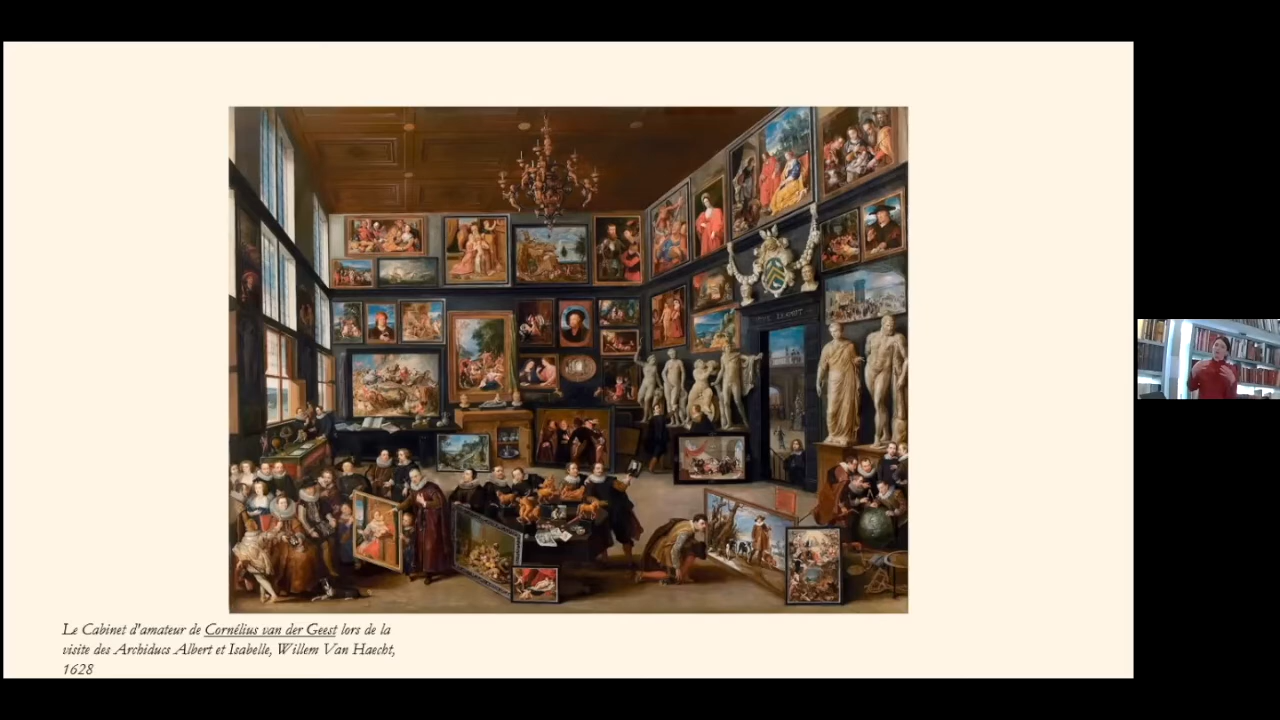 Le Cabinet d'amateur de Cornélius van der Geest lors de la
visite des Archiducs Albert et Isabelle, Willem Van Haecht,
1628